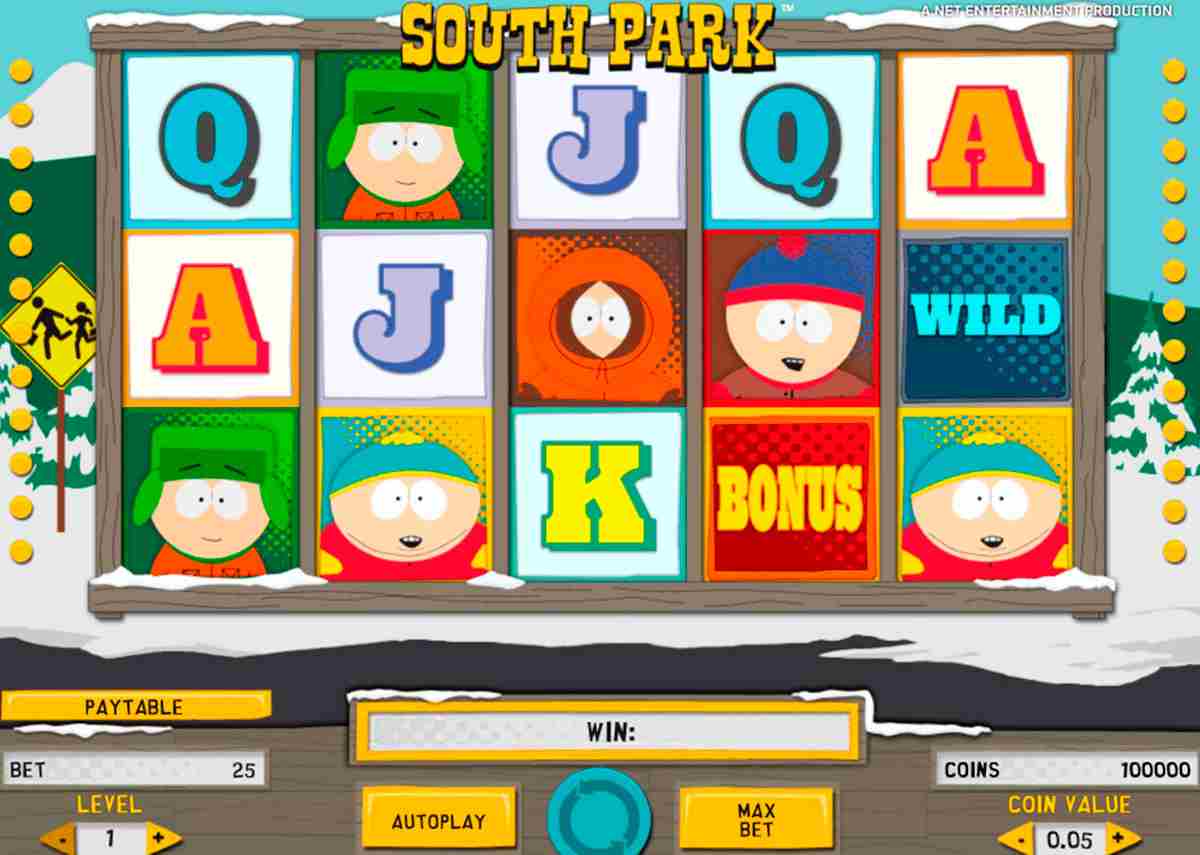 SOUTH PARK™
A NET ENTERTAINMENT PRODUCTION
Q
J
Q
A
A
J
WILD
K
BONUS
PAYTABLE
WIN:
BET 25
COINS 100000
LEVEL
- 1 +
AUTOPLAY
MAX
BET
COIN VALUE
- 0.05 +